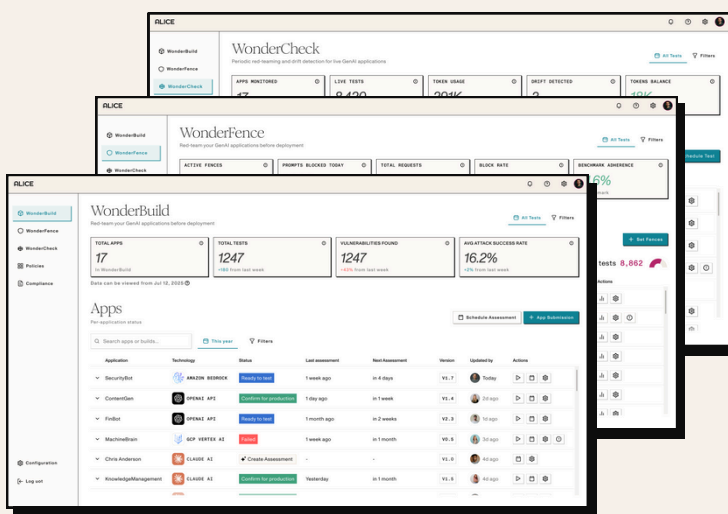 ALICE
WonderBuild
WonderFence
WonderCheck
WonderCheck
Periodic red-teaming and drift detection for live GenAI applications
All Tests
Filters
APPS MONITORED
LIVE TESTS
TOKEN USAGE
DRIFT DETECTED
TOKENS BALANCE
Schedule Test
ALICE
WonderBuild
WonderFence
WonderCheck
WonderFence
Red-team your GenAI applications before deployment
All Tests
Filters
ACTIVE FENCES
PROMPTS BLOCKED TODAY
TOTAL REQUESTS
BLOCK RATE
BENCHMARK ADHERENCE
+ Set Fences
tests 8,862
Actions
ALICE
WonderBuild
WonderFence
WonderCheck
Policies
Compliance
Configuration
Log out
WonderBuild
Red-team your GenAI applications before deployment
All Tests
Filters
TOTAL APPS
17
in WonderBuild
TOTAL TESTS
1247
+18% from last week
VULNERABILITIES FOUND
1247
from last week
AVG ATTACK SUCCESS RATE
16.2%
from last week
Date can be viewed from Jul 12, 2025
Apps
Per-application status
Schedule Assessment
+ App Submission
Search apps or builds..
This year
Filters
Application Technology Status Last assessment Next Assessment Version Updated by Actions
SecurityBot AMAZON BEDROCK Ready to test 1 week ago in 4 days V1.7 Today
ContentGen OPENAI API Confirm for production 1 day ago in 1 week V1.4 2d ago
FinBot OPENAI API Ready to test 1 month ago in 2 weeks V3.3 1d ago
MachineBrain GCP VERTEX AI Failed 1 week ago in 1 month V0.5 3d ago
Chris Anderson CLAUDE AI Create Assessment - - V1.0 4d ago
KnowledgeManagement CLAUDE AI Confirm for production Yesterday in 1 month 4d ago